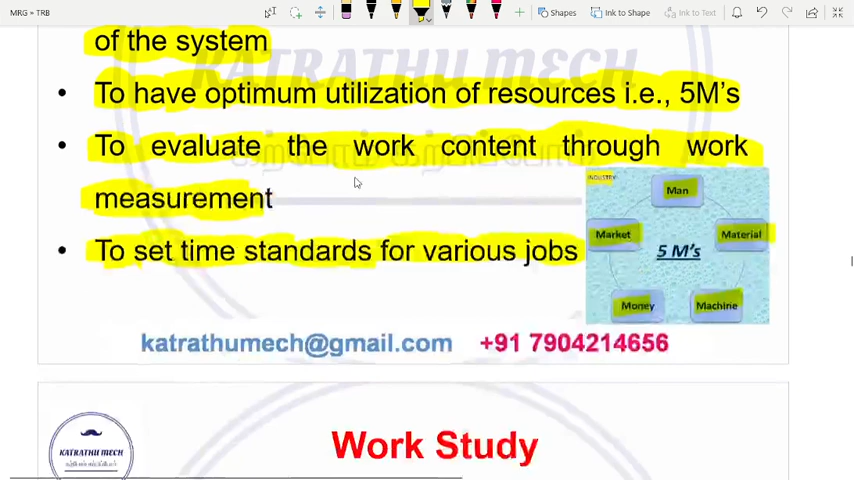 MRG » TRB
Shapes
Ink to Shape
Ink to Text
of the system
KATRATHU MECH
• To have optimum utilization of resources i.e., 5M's
• To evaluate the work content through work
measurement
INDUSTRY
Man
Market
Material
5 M's
Money
Machine
• To set time standards for various jobs
katrathumech@gmail.com +91 7904214656
KATRATHU MECH
Work Study